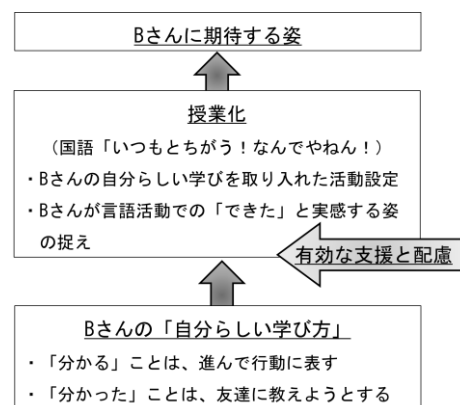 Bさんに期待する姿
授業化
(国語「いつもとちがう！なんでやねん！)
・Bさんの自分らしい学びを取り入れた活動設定
・Bさんが言語活動での「できた」と実感する姿
の捉え
有効な支援と配慮
Bさんの「自分らしい学び方」
・「分かる」ことは、進んで行動に表す
・「分かった」ことは、友達に教えようとする